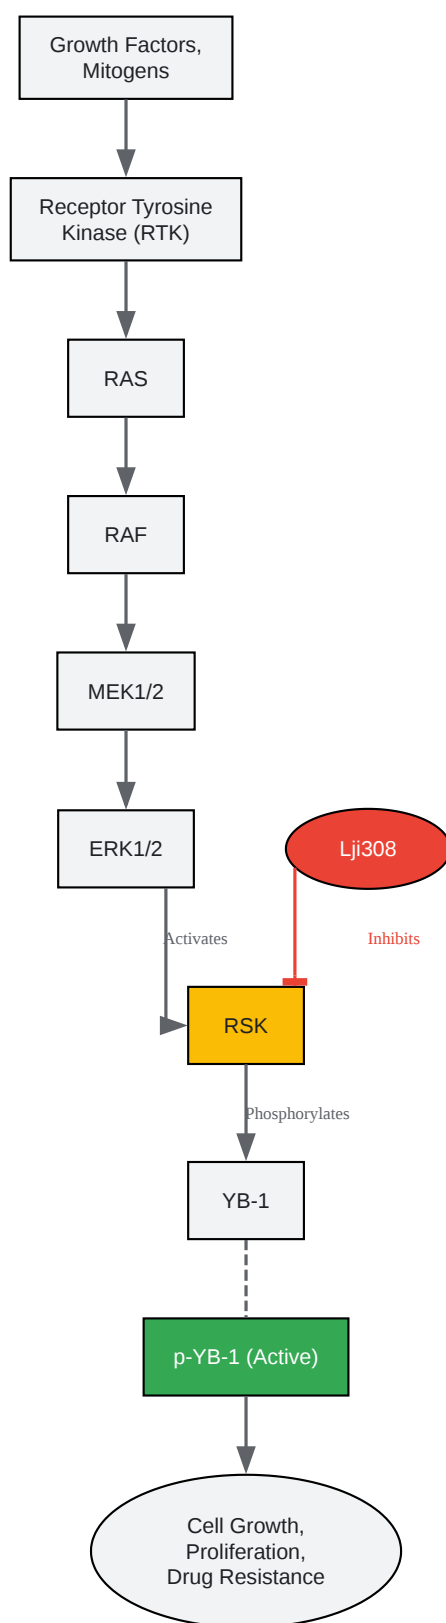 Growth Factors,
Mitogens
Receptor Tyrosine
Kinase (RTK)
RAS
RAF
MEK1/2
ERK1/2
Lji308
Activates
Inhibits
RSK
Phosphorylates
YB-1
p-YB-1 (Active)
Cell Growth,
Proliferation,
Drug Resistance